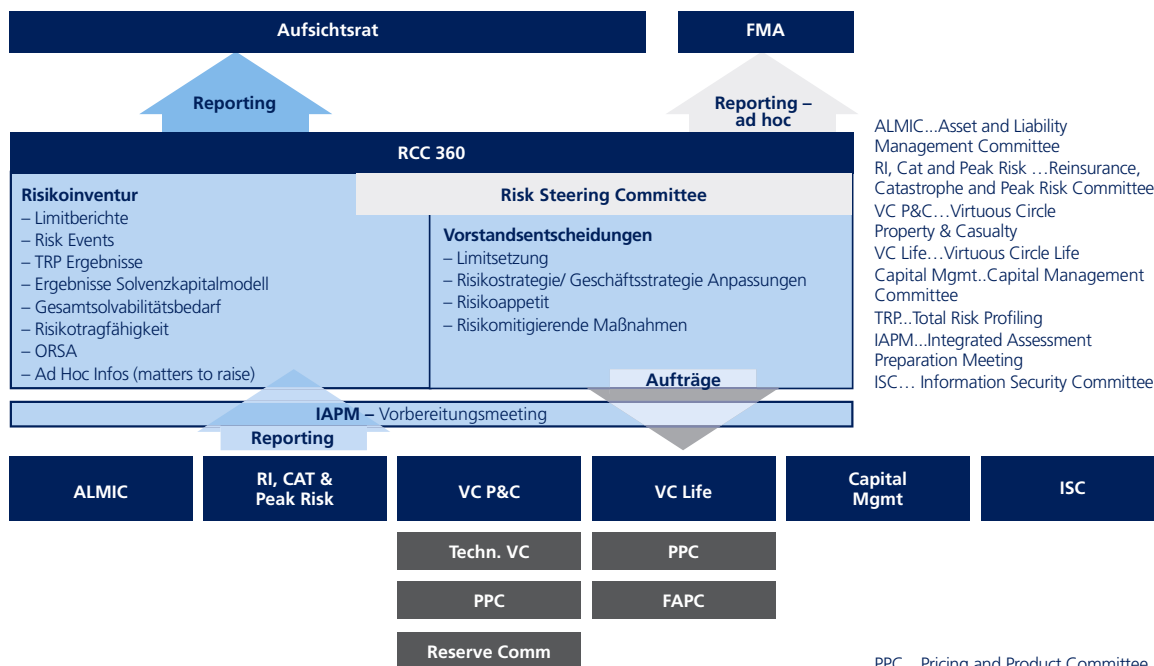 Aufsichtsrat
FMA
Reporting
Reporting –
ad hoc
RCC 360
Risikoinventur
– Limitberichte
– Risk Events
– TRP Ergebnisse
– Ergebnisse Solvenzkapitalmodell
– Gesamtsolvabilitätsbedarf
– Risikotragfähigkeit
– ORSA
– Ad Hoc Infos (matters to raise)
Risk Steering Committee
Vorstandsentscheidungen
– Limitsetzung
– Risikostrategie/ Geschäftsstrategie Anpassungen
– Risikoappetit
– Risikomitigierende Maßnahmen
Aufträge
IAPM – Vorbereitungsmeeting
Reporting
ALMIC
RI, CAT &
Peak Risk
VC P&C
VC Life
Capital
Mgmt
ISC
Techn. VC
PPC
PPC
FAPC
Reserve Comm
ALMIC...Asset and Liability
Management Committee
RI, Cat and Peak Risk …Reinsurance,
Catastrophe and Peak Risk Committee
VC P&C…Virtuous Circle
Property & Casualty
VC Life…Virtuous Circle Life
Capital Mgmt..Capital Management
Committee
TRP...Total Risk Profiling
IAPM...Integrated Assessment
Preparation Meeting
ISC… Information Security Committee
PPC...Pricing and Product Committee